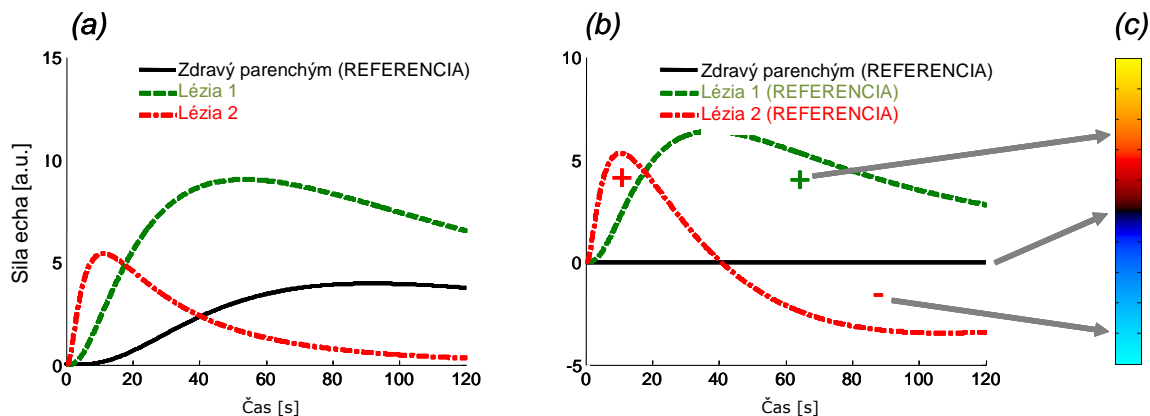 (a)
15
10
5
0
0
20
40
60
80
100
120
Sila echa [a.u.]
Čas [s]
Zdravý parenchým (REFERENCIA)
Lézia 1
Lézia 2
(b)
10
5
0
-5
0
20
40
60
80
100
120
Čas [s]
Zdravý parenchým (REFERENCIA)
Lézia 1 (REFERENCIA)
Lézia 2 (REFERENCIA)
+
+
-
(c)